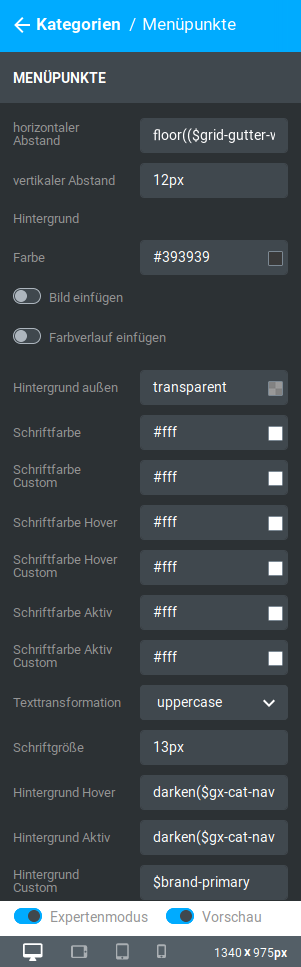 Kategorien / Menüpunkte
MENÜPUNKTE
horizontaler Abstand floor(($grid-gutter-w
vertikaler Abstand 12px
Hintergrund
Farbe #393939
Bild einfügen
Farbverlauf einfügen
Hintergrund außen transparent
Schriftfarbe #fff
Schriftfarbe Custom #fff
Schriftfarbe Hover #fff
Schriftfarbe Hover Custom #fff
Schriftfarbe Aktiv #fff
Schriftfarbe Aktiv Custom #fff
Texttransformation uppercase
Schriftgröße 13px
Hintergrund Hover darken($gx-cat-nav
Hintergrund Aktiv darken($gx-cat-nav
Hintergrund Custom $brand-primary
Expertenmodus Vorschau
1340 x 975px